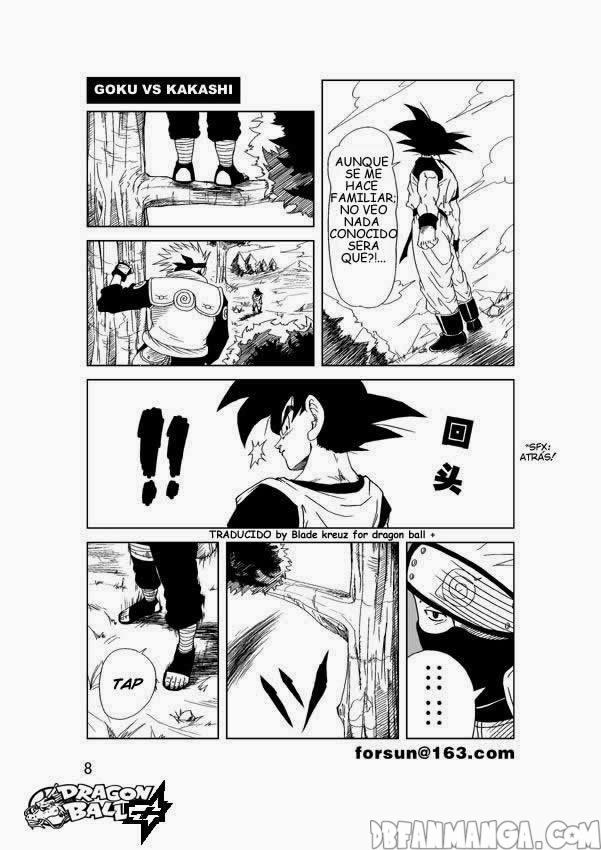 GOKU VS KAKASHI
AUNQUE
SE ME
HACE
FAMILIAR;
NO VEO
NADA
CONOCIDO
SERA
QUE?!...
!!
回头
*SFX:
ATRÁS!
TRADUCIDO by Blade kreuz for dragon ball +
TAP
forsun@163.com
8
DRAGON
BALL
DBFANMANGA.COM